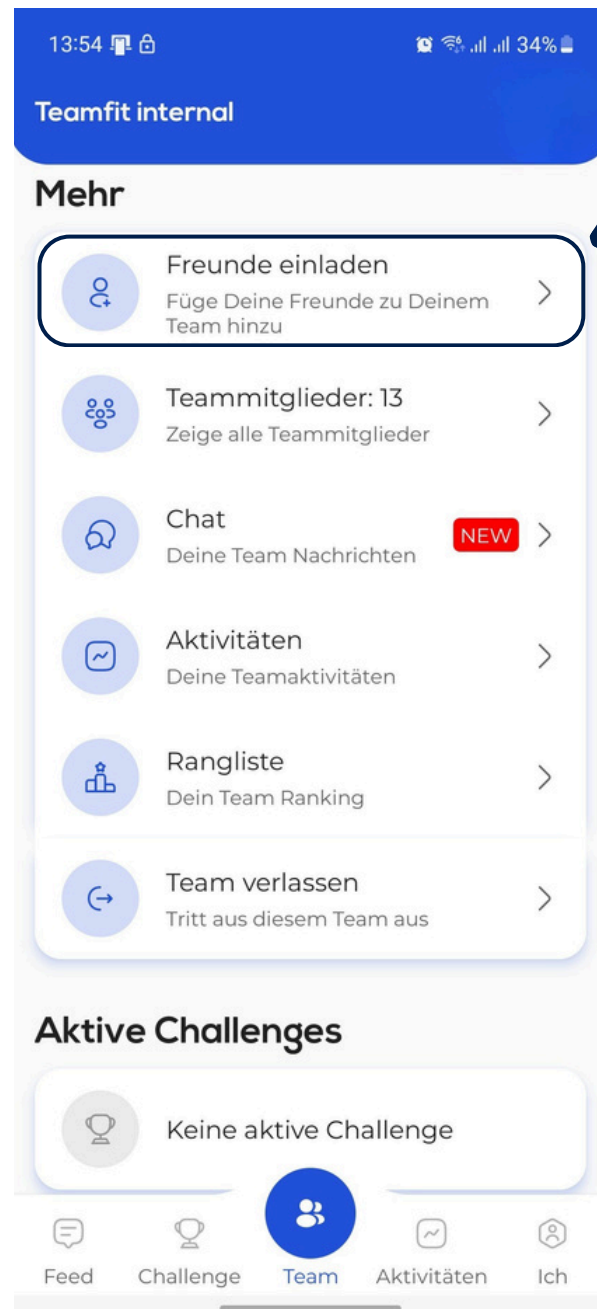 13:54
34%
Teamfit internal
Mehr
Freunde einladen
Füge Deine Freunde zu Deinem
Team hinzu
Teammitglieder: 13
Zeige alle Teammitglieder
Chat
Deine Team Nachrichten
NEW
Aktivitäten
Deine Teamaktivitäten
Rangliste
Dein Team Ranking
Team verlassen
Tritt aus diesem Team aus
Aktive Challenges
Keine aktive Challenge
Feed Challenge Team Aktivitäten Ich